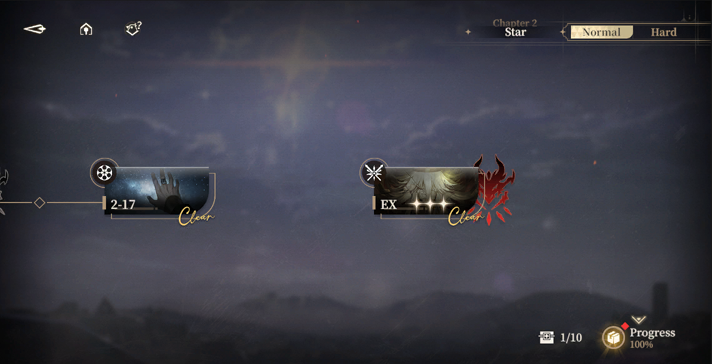 Chapter 2
Star
Normal
Hard
2-17
Clear
EX
Clear
1/10
Progress
100%